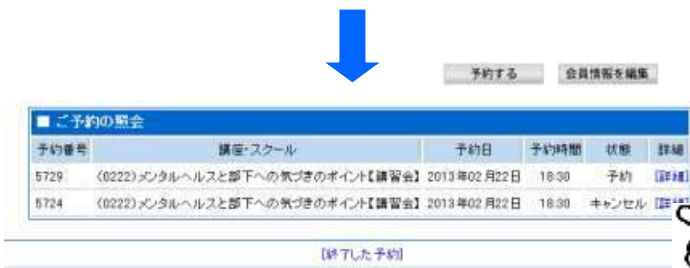 予約する 会員情報を編集
■ ご予約の照会
予約番号 講座・スクール 予約日 予約時間 状態 詳細
5729 (0222)メンタルヘルスと部下への気づきのポイント【講習会】 2013年02月22日 18:30 予約 [詳細]
5724 (0222)メンタルヘルスと部下への気づきのポイント【講習会】 2013年02月22日 18:30 キャンセル [詳細]
[終了した予約]